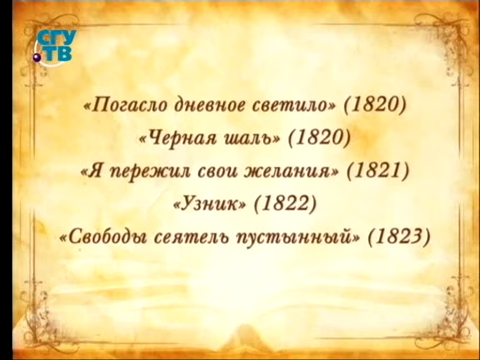 СГУ
ТВ
«Погасло дневное светило» (1820)
«Черная шаль» (1820)
«Я пережил свои желания» (1821)
«Узник» (1822)
«Свободы сеятель пустынный» (1823)